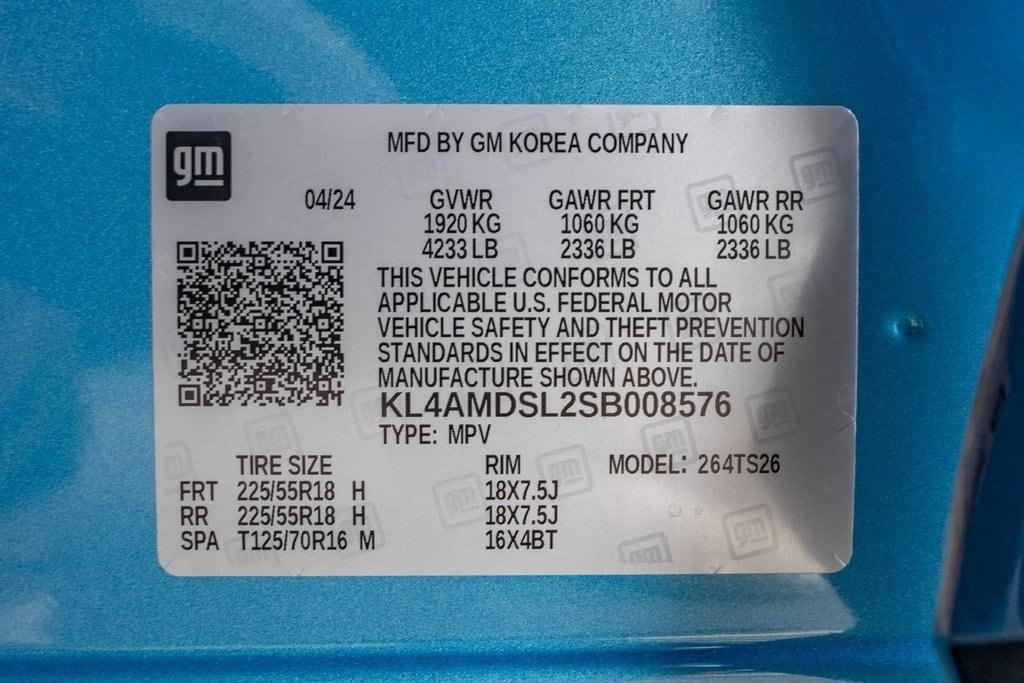 gm
MFD BY GM KOREA COMPANY
04/24 GVWR GAWR FRT GAWR RR
1920 KG 1060 KG 1060 KG
4233 LB 2336 LB 2336 LB
THIS VEHICLE CONFORMS TO ALL
APPLICABLE U.S. FEDERAL MOTOR
VEHICLE SAFETY AND THEFT PREVENTION
STANDARDS IN EFFECT ON THE DATE OF
MANUFACTURE SHOWN ABOVE.
KL4AMDSL2SB008576
TYPE: MPV
TIRE SIZE RIM MODEL: 264TS26
FRT 225/55R18 H 18X7.5J
RR 225/55R18 H 18X7.5J
SPA T125/70R16 M 16X4BT